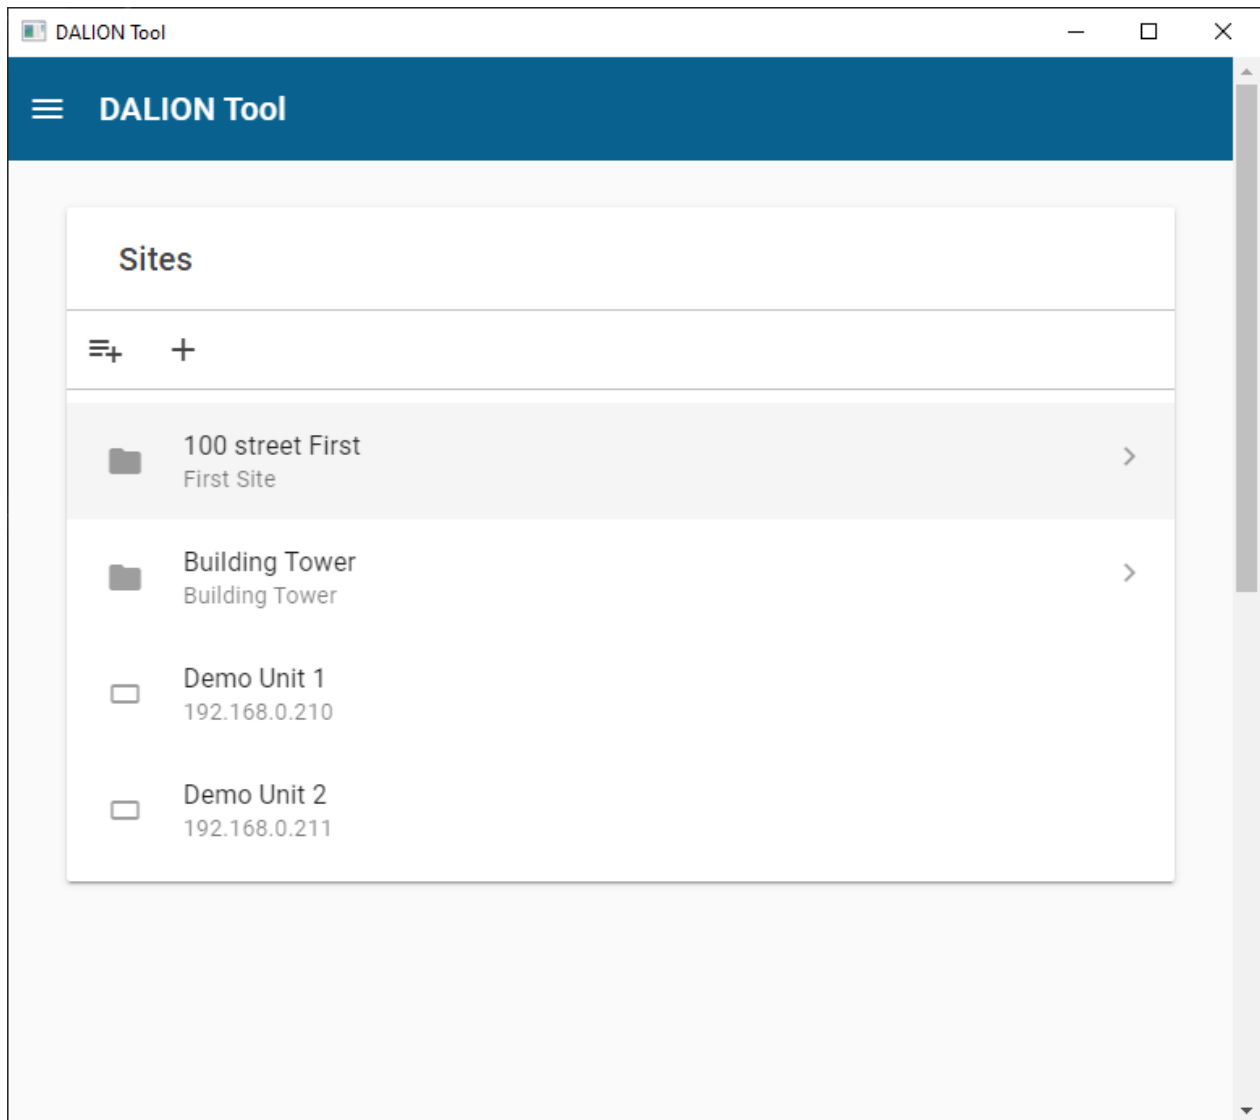 DALION Tool
DALION Tool
Sites
100 street First
First Site
Building Tower
Building Tower
Demo Unit 1
192.168.0.210
Demo Unit 2
192.168.0.211